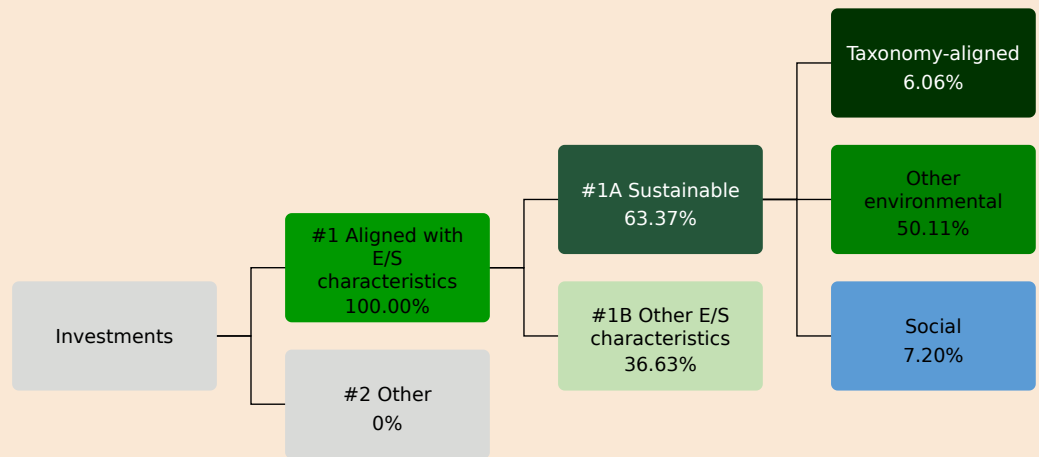 Investments
#1 Aligned with
E/S
characteristics
100.00%
#2 Other
0%
#1A Sustainable
63.37%
#1B Other E/S
characteristics
36.63%
Taxonomy-aligned
6.06%
Other
environmental
50.11%
Social
7.20%